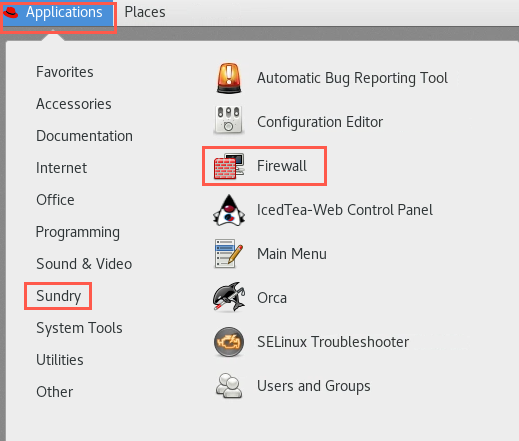 Applications Places
Favorites
Accessories
Documentation
Internet
Office
Programming
Sound & Video
Sundry
System Tools
Utilities
Other
Automatic Bug Reporting Tool
Configuration Editor
Firewall
IcedTea-Web Control Panel
Main Menu
Orca
SELinux Troubleshooter
Users and Groups